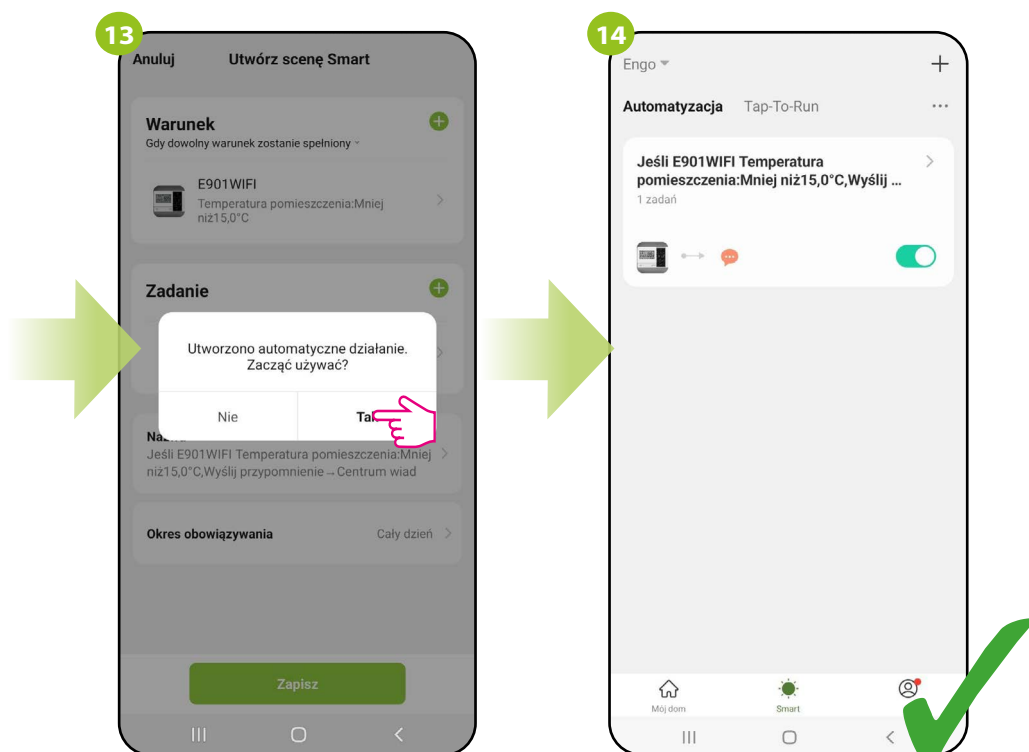 13
Anuluj Utwórz scenę Smart
Warunek
Gdy dowolny warunek zostanie spełniony
E901WIFI
Temperatura pomieszczenia:Mniej
niż15,0°C
Zadanie
Utworzono automatyczne działanie.
Zacząć używać?
Nie
Jeśli E901WIFI Temperatura pomieszczenia:Mniej
niż15,0°C,Wyślij przypomnienie→Centrum wiad
Okres obowiązywania Cały dzień
Zapisz
14
Engo
Automatyzacja Tap-To-Run
Jeśli E901WIFI Temperatura
pomieszczenia:Mniej niż15,0°C,Wyślij ...
1 zadań
Mój dom Smart